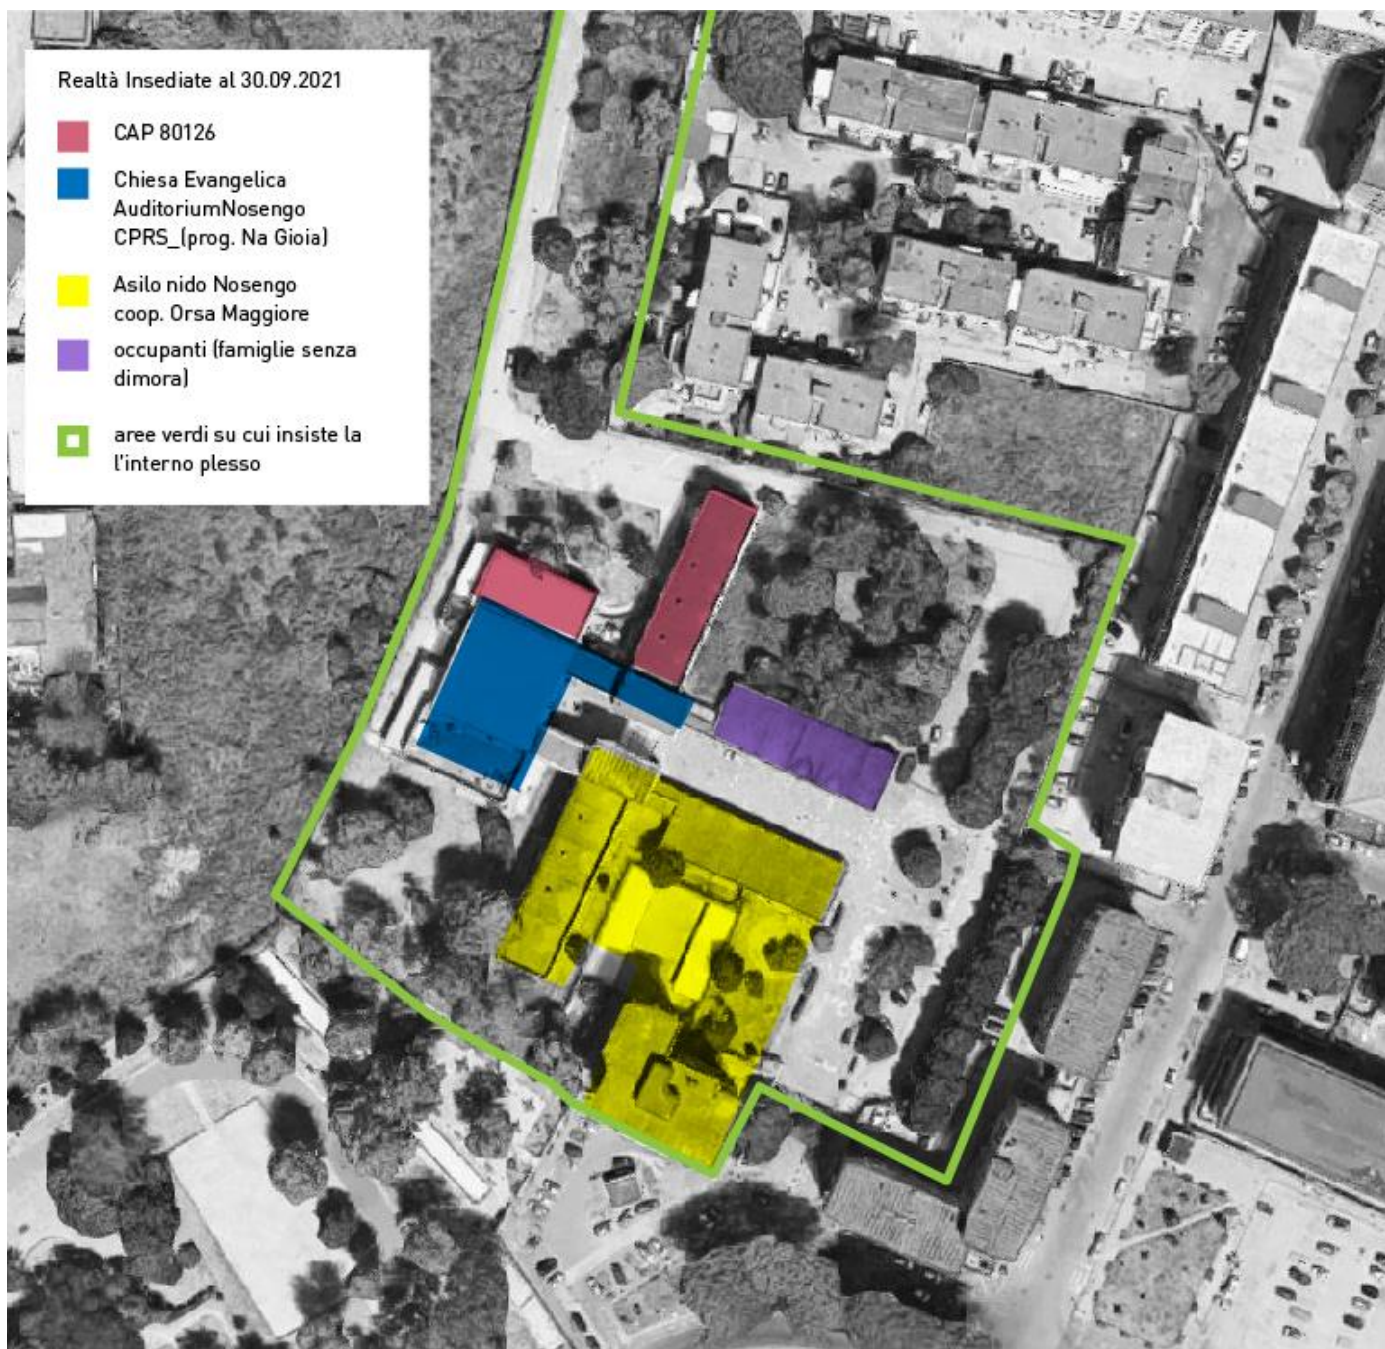 Realtà Insediate al 30.09.2021
CAP 80126
Chiesa Evangelica
AuditoriumNosengo
CPRS_(prog. Na Gioia)
Asilo nido Nosengo
coop. Orsa Maggiore
occupanti (famiglie senza
dimora)
aree verdi su cui insiste la
l'interno plesso